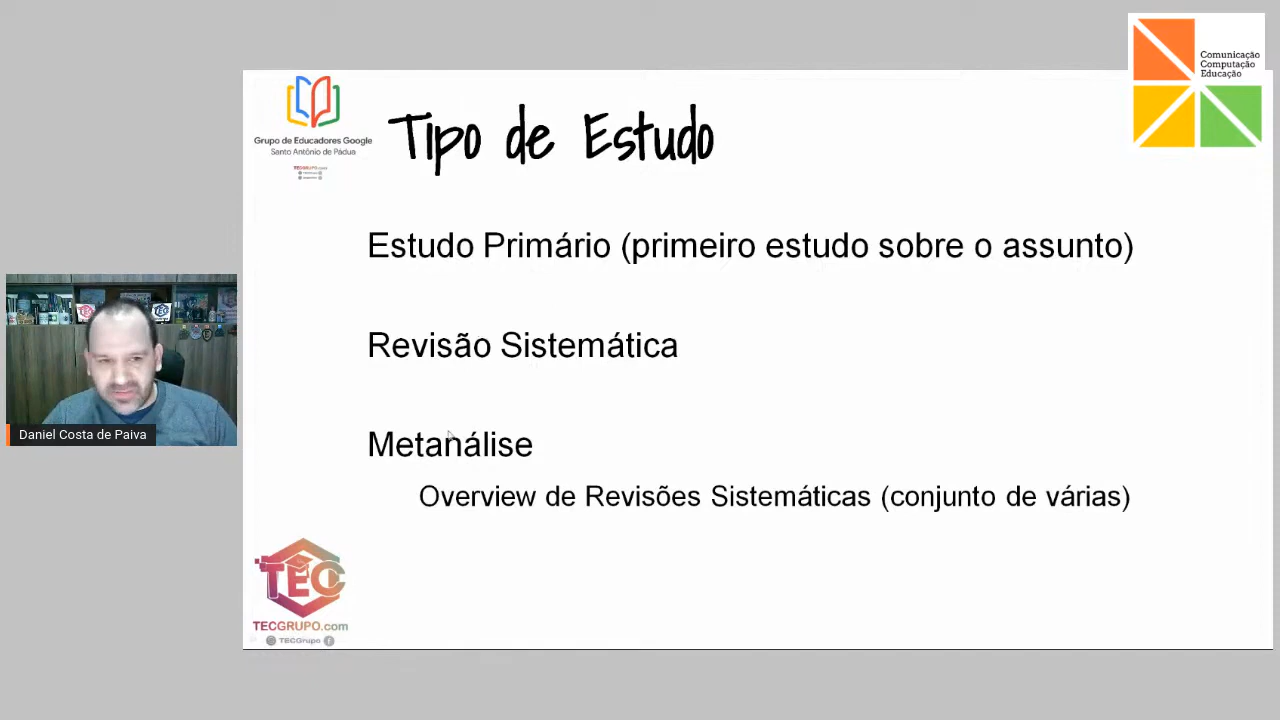 Comunicação
Computação
Educação
Grupo de Educadores Google
Santo Antônio de Pádua
TECGRUPO.com
Tipo de Estudo
Estudo Primário (primeiro estudo sobre o assunto)
Revisão Sistemática
Metanálise
Overview de Revisões Sistemáticas (conjunto de várias)
Daniel Costa de Paiva
TEC
TECGRUPO.com
TECGrupo